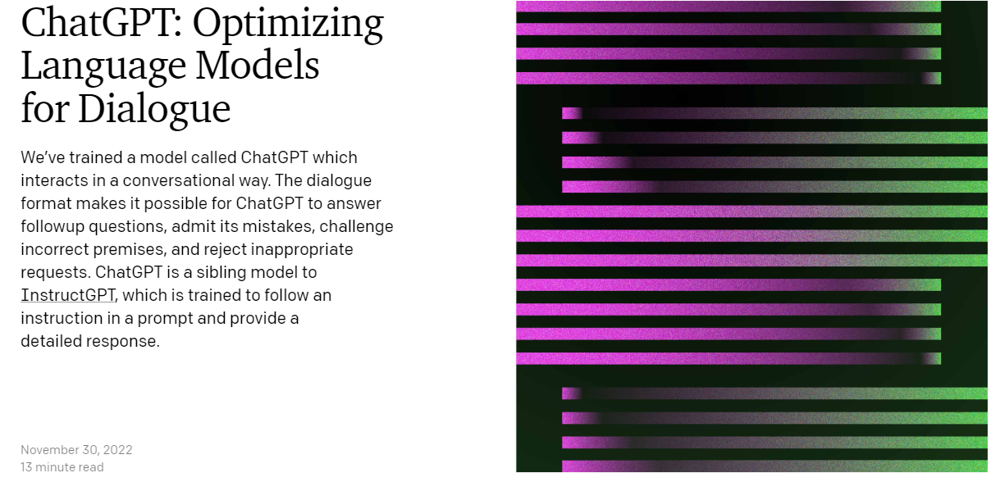 ChatGPT: Optimizing
Language Models
for Dialogue
We’ve trained a model called ChatGPT which
interacts in a conversational way. The dialogue
format makes it possible for ChatGPT to answer
followup questions, admit its mistakes, challenge
incorrect premises, and reject inappropriate
requests. ChatGPT is a sibling model to
InstructGPT, which is trained to follow an
instruction in a prompt and provide a
detailed response.
November 30, 2022
13 minute read